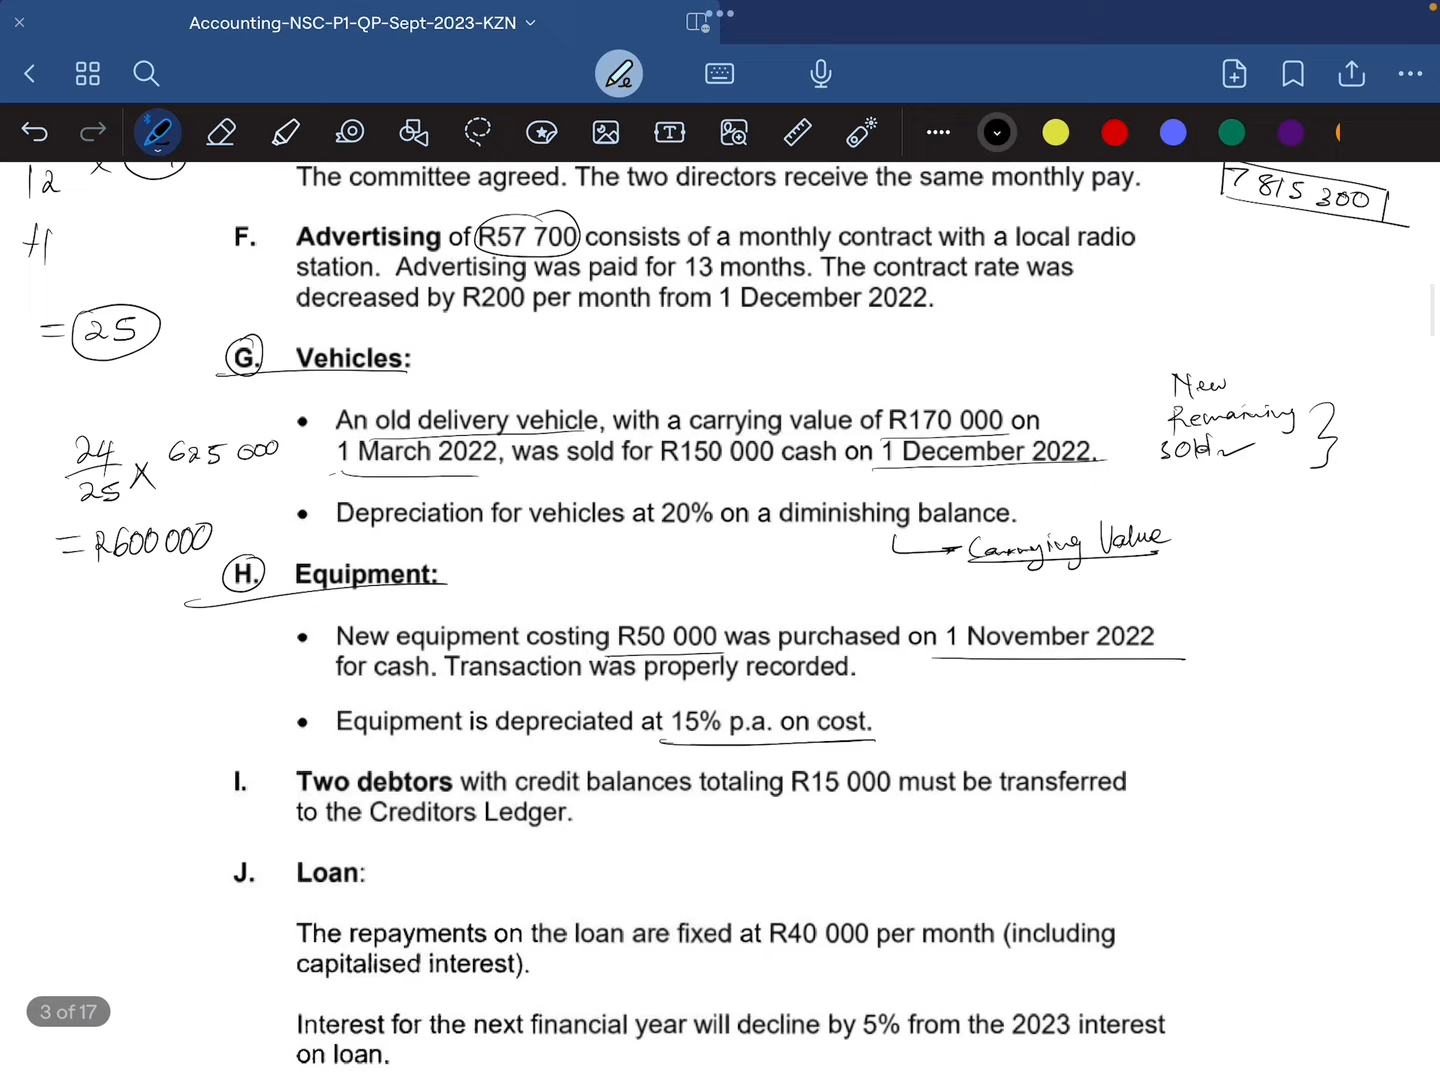 Accounting-NSC-P1-QP-Sept-2023-KZN
12 ×
The committee agreed. The two directors receive the same monthly pay.
7 815 300
F. Advertising of R57 700 consists of a monthly contract with a local radio
station. Advertising was paid for 13 months. The contract rate was
decreased by R200 per month from 1 December 2022.
= 25
G. Vehicles:
• An old delivery vehicle, with a carrying value of R170 000 on
1 March 2022, was sold for R150 000 cash on 1 December 2022.
New
Remaining
Sold
24/25 × 625 000
= R600 000
• Depreciation for vehicles at 20% on a diminishing balance.
Carrying Value
H. Equipment:
• New equipment costing R50 000 was purchased on 1 November 2022
for cash. Transaction was properly recorded.
• Equipment is depreciated at 15% p.a. on cost.
I. Two debtors with credit balances totaling R15 000 must be transferred
to the Creditors Ledger.
J. Loan:
The repayments on the loan are fixed at R40 000 per month (including
capitalised interest).
3 of 17
Interest for the next financial year will decline by 5% from the 2023 interest
on loan.